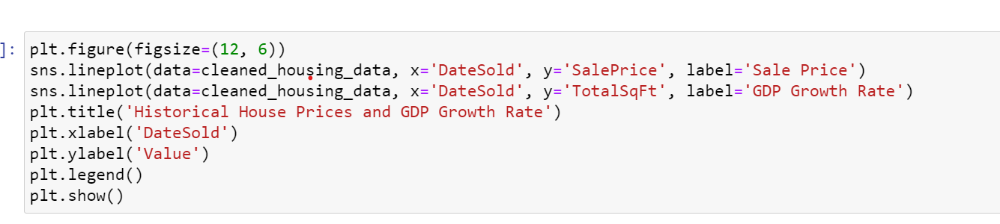 ]:
plt.figure(figsize=(12, 6))
sns.lineplot(data=cleaned_housing_data, x='DateSold', y='SalePrice', label='Sale Price')
sns.lineplot(data=cleaned_housing_data, x='DateSold', y='TotalSqFt', label='GDP Growth Rate')
plt.title('Historical House Prices and GDP Growth Rate')
plt.xlabel('DateSold')
plt.ylabel('Value')
plt.legend()
plt.show()